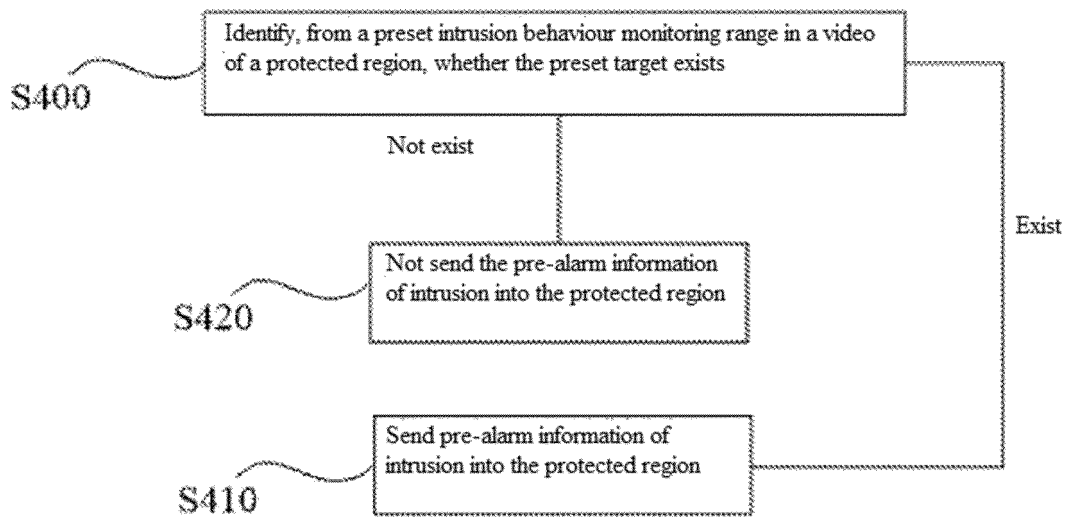 Identify, from a preset intrusion behaviour monitoring range in a video
of a protected region, whether the preset target exists
S400
Not exist
Exist
Not send the pre-alarm information
of intrusion into the protected region
S420
Send pre-alarm information of
intrusion into the protected region
S410